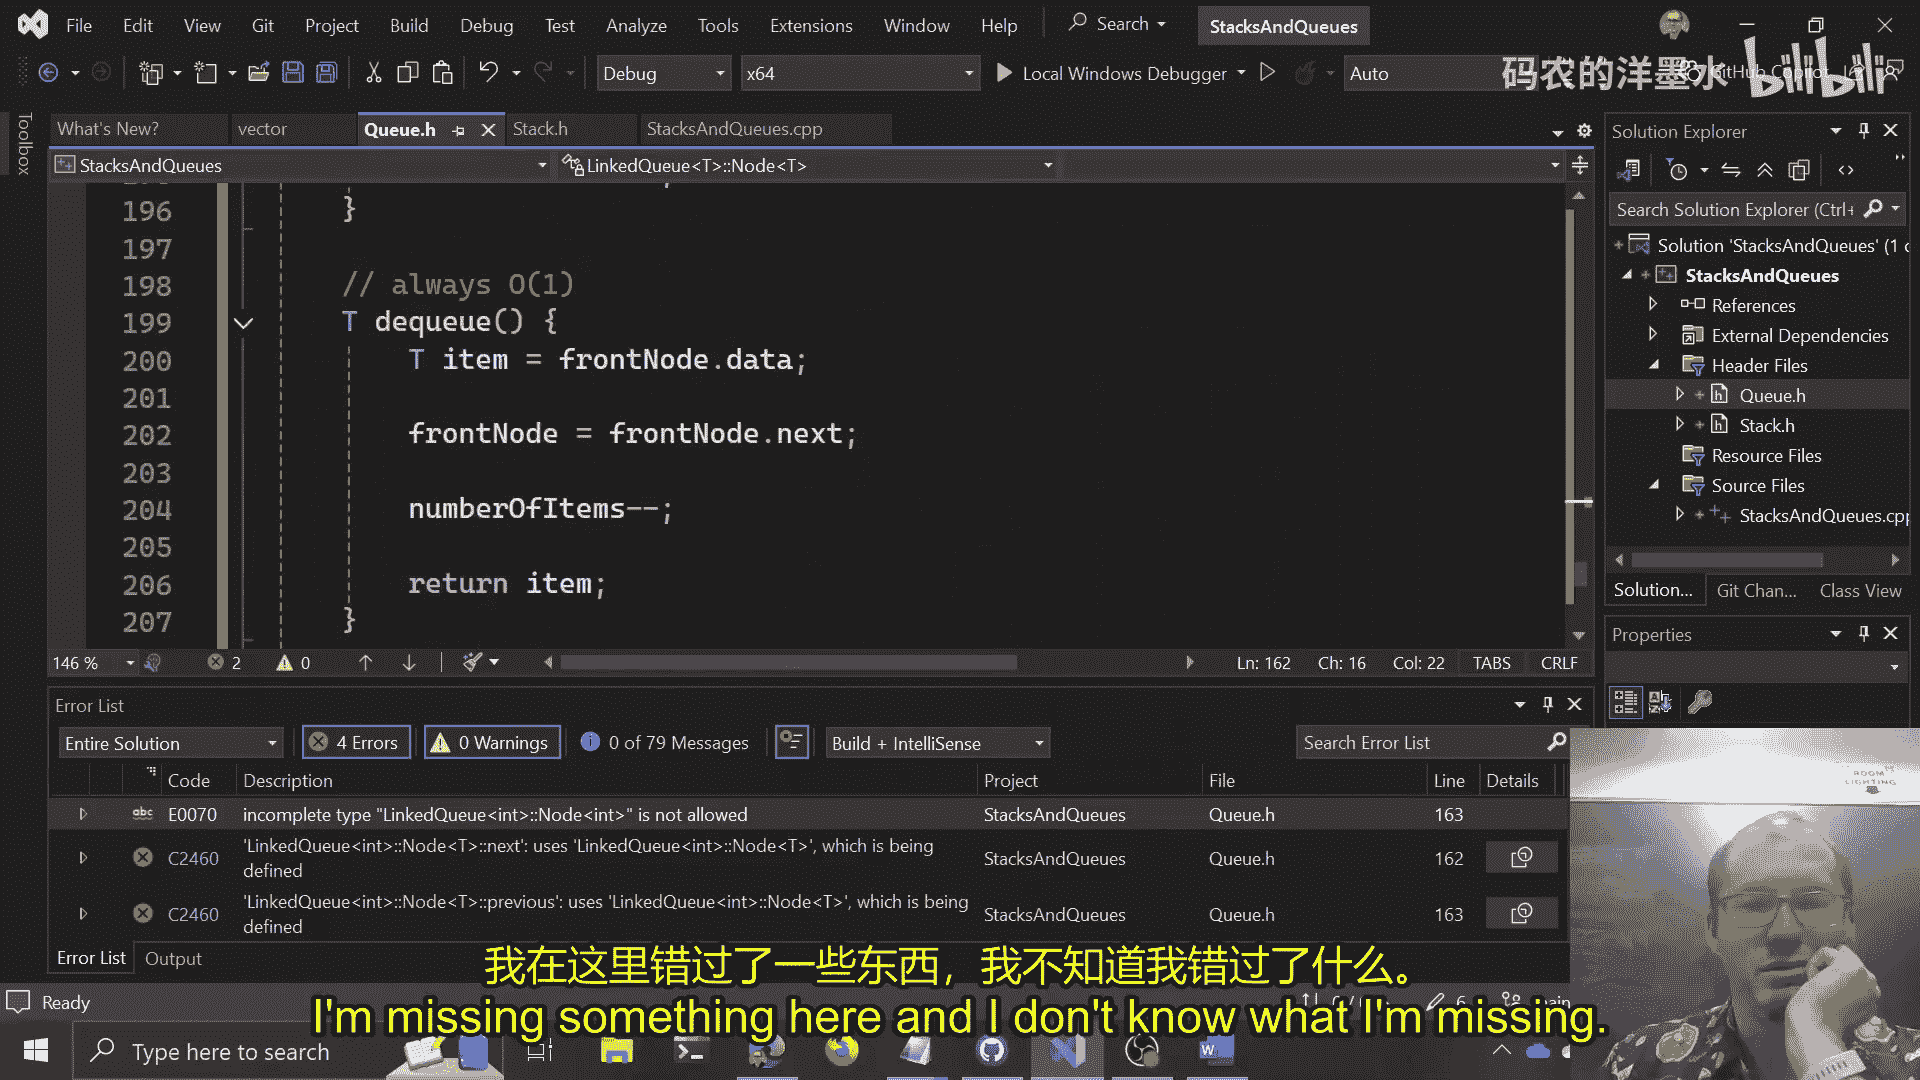 File Edit View Git Project Build Debug Test Analyze Tools Extensions Window Help Search StacksAndQueues
Debug x64 Local Windows Debugger Auto GitHub Copilot
码农的洋墨水 bilibili
Toolbox
What's New? vector Queue.h Stack.h StacksAndQueues.cpp
StacksAndQueues LinkedQueue<T>::Node<T>
196 }
197
198 // always O(1)
199 T dequeue() {
200 T item = frontNode.data;
201
202 frontNode = frontNode.next;
203
204 numberOfItems--;
205
206 return item;
207 }
146 % 2 0 Ln: 162 Ch: 16 Col: 22 TABS CRLF
Solution Explorer
Search Solution Explorer (Ctrl+
Solution 'StacksAndQueues' (1
StacksAndQueues
References
External Dependencies
Header Files
Queue.h
Stack.h
Resource Files
Source Files
StacksAndQueues.cpp
Solution... Git Chan... Class View
Properties
Error List
Entire Solution 4 Errors 0 Warnings 0 of 79 Messages Build + IntelliSense Search Error List
Code Description Project File Line Details
abc E0070 incomplete type "LinkedQueue<int>::Node<int>" is not allowed StacksAndQueues Queue.h 163
C2460 'LinkedQueue<int>::Node<T>::next': uses 'LinkedQueue<int>::Node<T>', which is being defined StacksAndQueues Queue.h 162
C2460 'LinkedQueue<int>::Node<T>::previous': uses 'LinkedQueue<int>::Node<T>', which is being defined StacksAndQueues Queue.h 163
Error List Output
ROOM LIGHTING
我在这里错过了一些东西，我不知道我错过了什么。
Ready
I'm missing something here and I don't know what I'm missing.
Type here to search